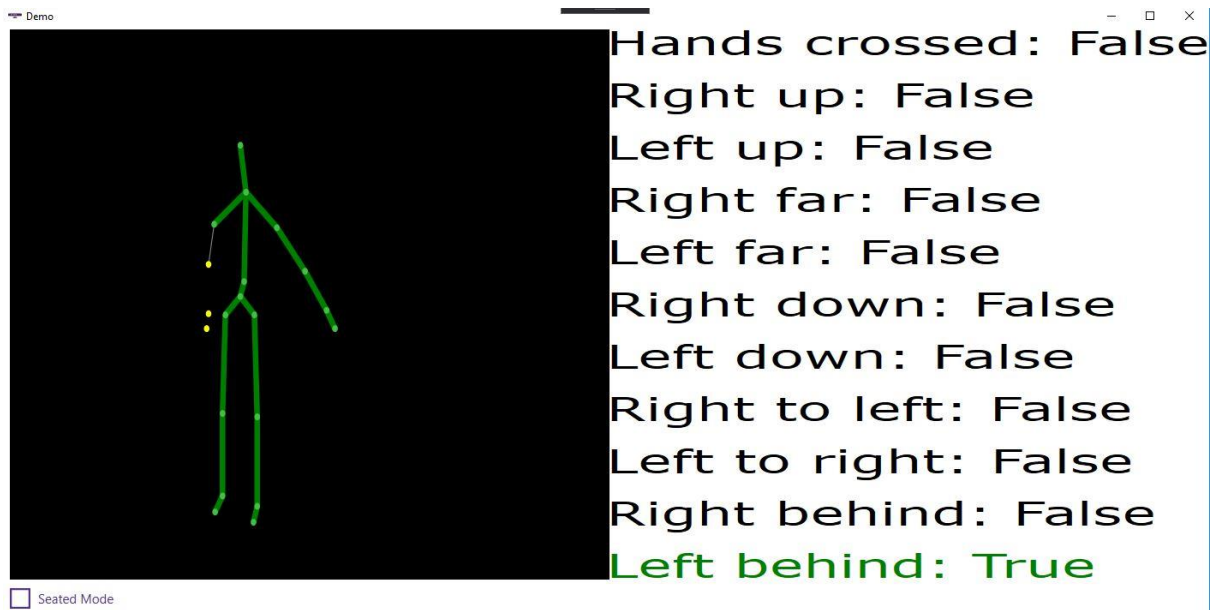 Demo
Hands crossed: False
Right up: False
Left up: False
Right far: False
Left far: False
Right down: False
Left down: False
Right to left: False
Left to right: False
Right behind: False
Left behind: True
Seated Mode